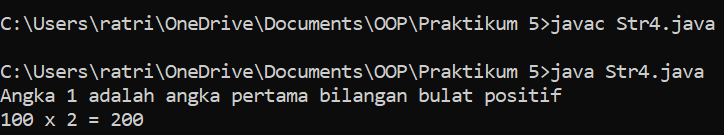 C:\Users\ratri\OneDrive\Documents\OOP\Praktikum 5>javac Str4.java
C:\Users\ratri\OneDrive\Documents\OOP\Praktikum 5>java Str4.java
Angka 1 adalah angka pertama bilangan bulat positif
100 x 2 = 200